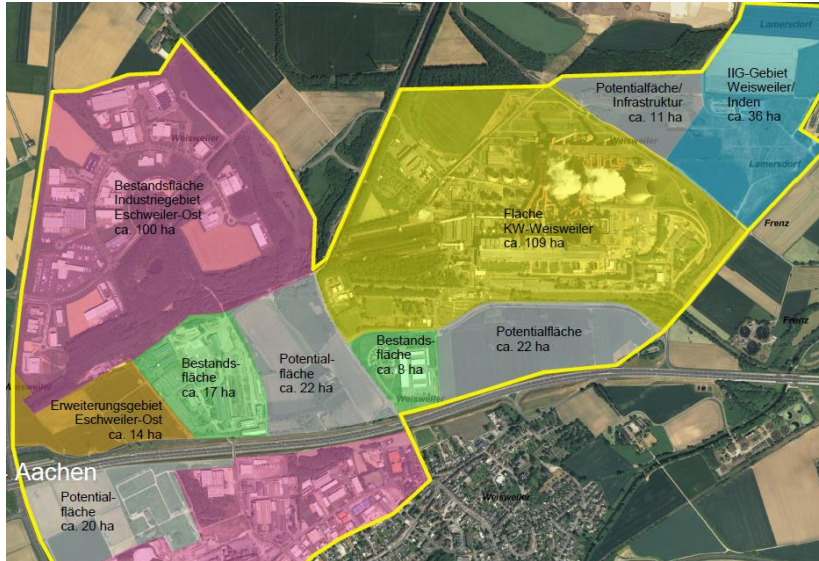 Lamersdorf
IIG-Gebiet
Weisweiler/
Inden
ca. 36 ha
Potentialfäche/
Infrastruktur
ca. 11 ha
Weisweiler
Weisweiler
Lamersdorf
Bestandsfläche
Industriegebiet
Eschweiler-Ost
ca. 100 ha
Fläche
KW-Weisweiler
ca. 109 ha
Frenz
Frenz
Potentialfläche
ca. 22 ha
Bestands-
fläche
ca. 8 ha
Bestands-
fläche
ca. 17 ha
Potential-
fläche
ca. 22 ha
Weisweiler
Weisweiler
Erweiterungsgebiet
Eschweiler-Ost
ca. 14 ha
Aachen
Potential-
fläche
ca. 20 ha
Weisweiler